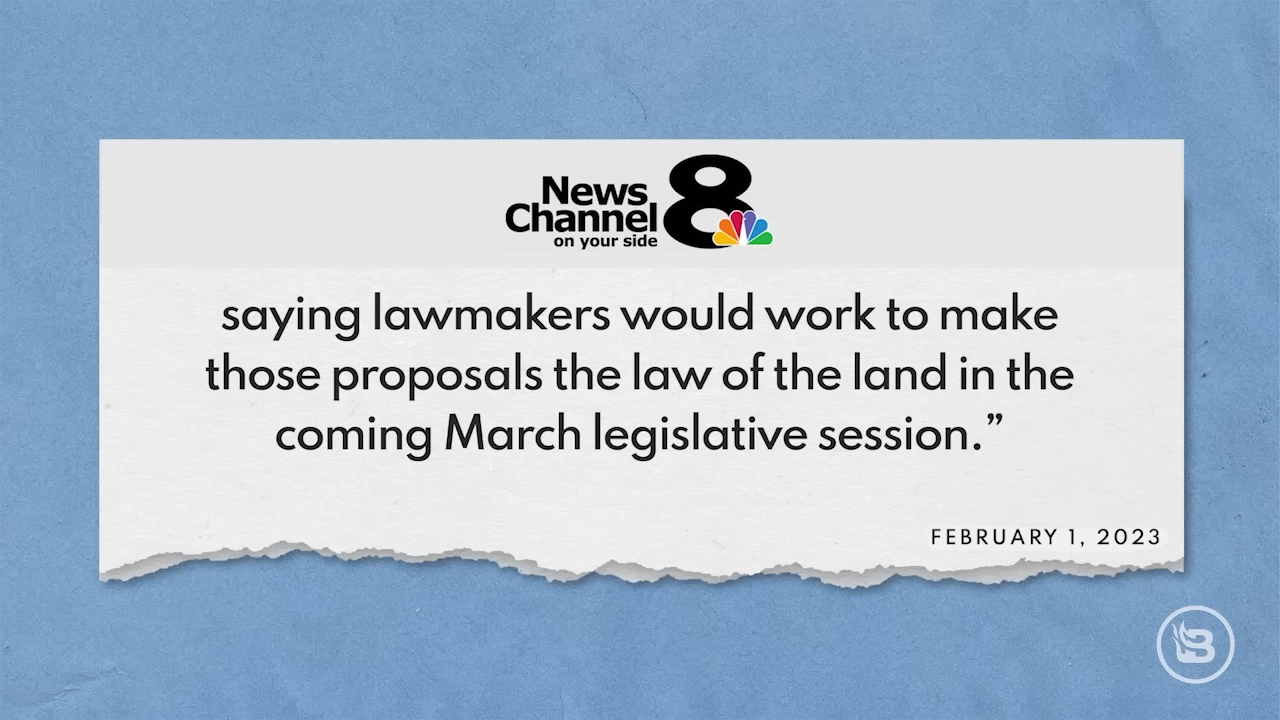 News
Channel
on your side
8
saying lawmakers would work to make
those proposals the law of the land in the
coming March legislative session.”
FEBRUARY 1, 2023
B